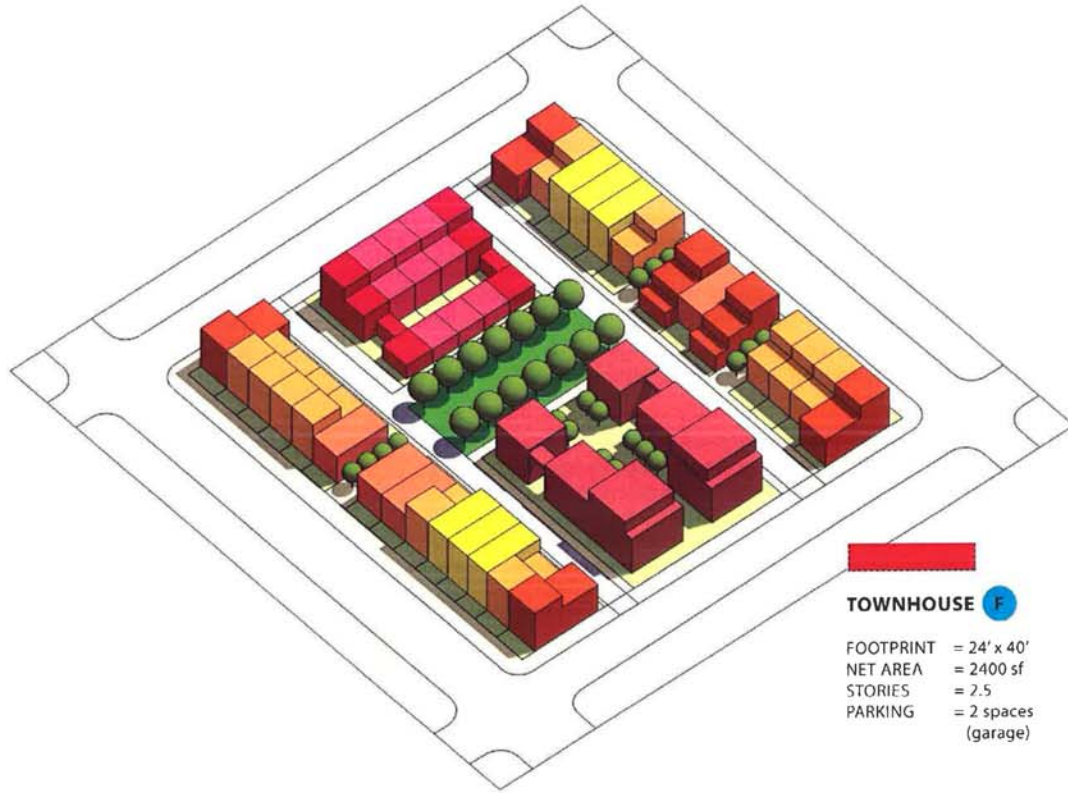 TOWNHOUSE F
FOOTPRINT = 24' x 40'
NET AREA = 2400 sf
STORIES = 2.5
PARKING = 2 spaces
(garage)